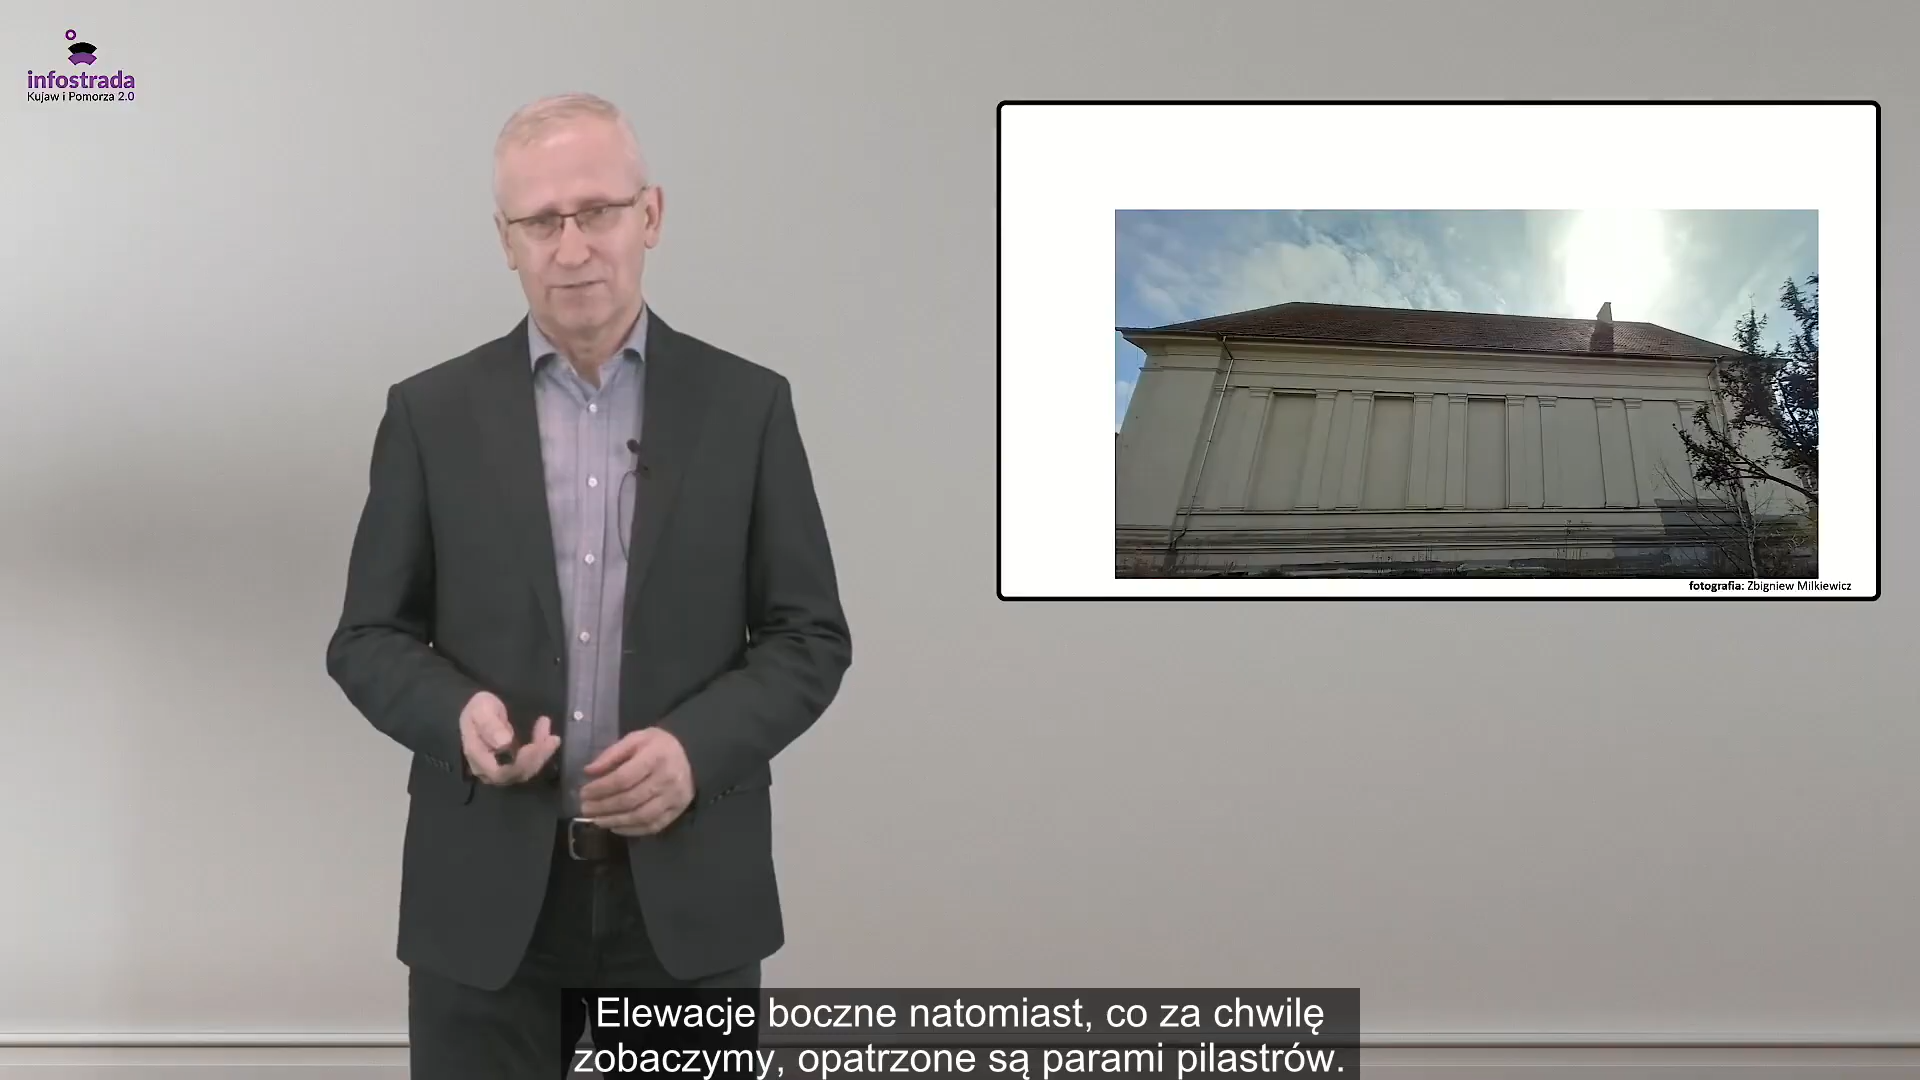 infostrada
Kujaw i Pomorza 2.0
fotografia: Zbigniew Milkiewicz
Elewacje boczne natomiast, co za chwilę
zobaczymy, opatrzone są parami pilastrów.